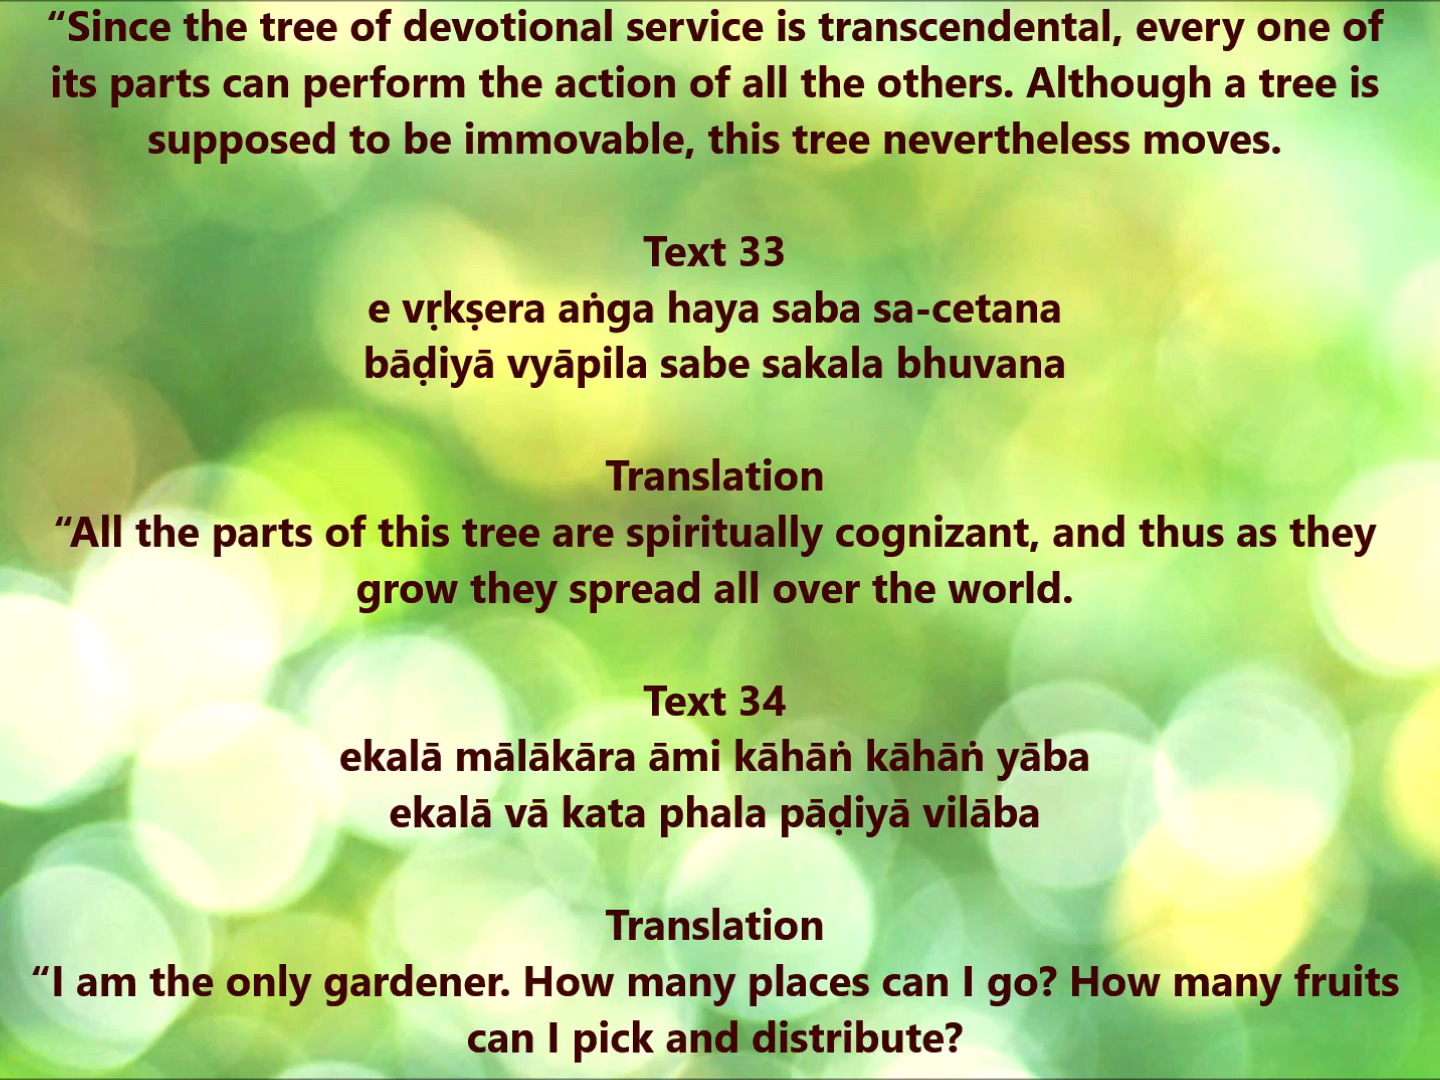 “Since the tree of devotional service is transcendental, every one of
its parts can perform the action of all the others. Although a tree is
supposed to be immovable, this tree nevertheless moves.
Text 33
e vṛkṣera aṅga haya saba sa-cetana
bāḍiyā vyāpila sabe sakala bhuvana
Translation
“All the parts of this tree are spiritually cognizant, and thus as they
grow they spread all over the world.
Text 34
ekalā mālākāra āmi kāhāṅ kāhāṅ yāba
ekalā vā kata phala pāḍiyā vilāba
Translation
“I am the only gardener. How many places can I go? How many fruits
can I pick and distribute?